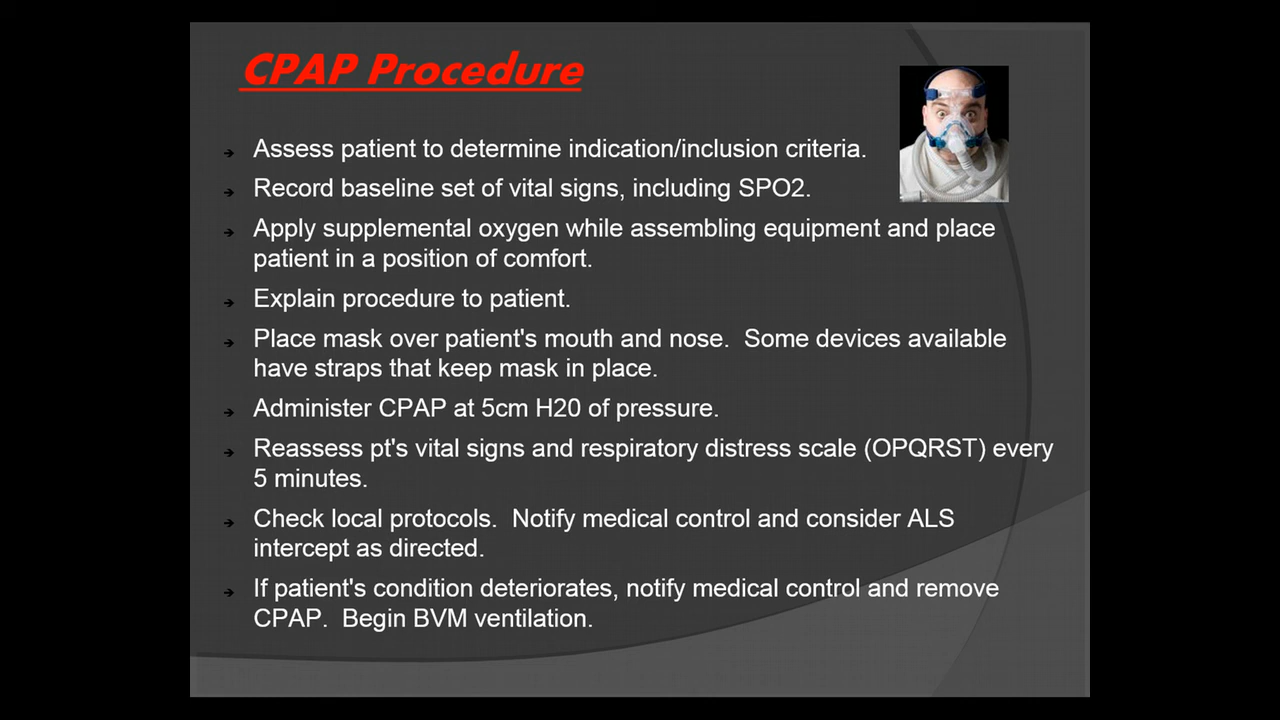 CPAP Procedure
Assess patient to determine indication/inclusion criteria.
Record baseline set of vital signs, including SPO2.
Apply supplemental oxygen while assembling equipment and place
patient in a position of comfort.
Explain procedure to patient.
Place mask over patient's mouth and nose.  Some devices available
have straps that keep mask in place.
Administer CPAP at 5cm H20 of pressure.
Reassess pt's vital signs and respiratory distress scale (OPQRST) every
5 minutes.
Check local protocols.  Notify medical control and consider ALS
intercept as directed.
If patient's condition deteriorates, notify medical control and remove
CPAP.  Begin BVM ventilation.